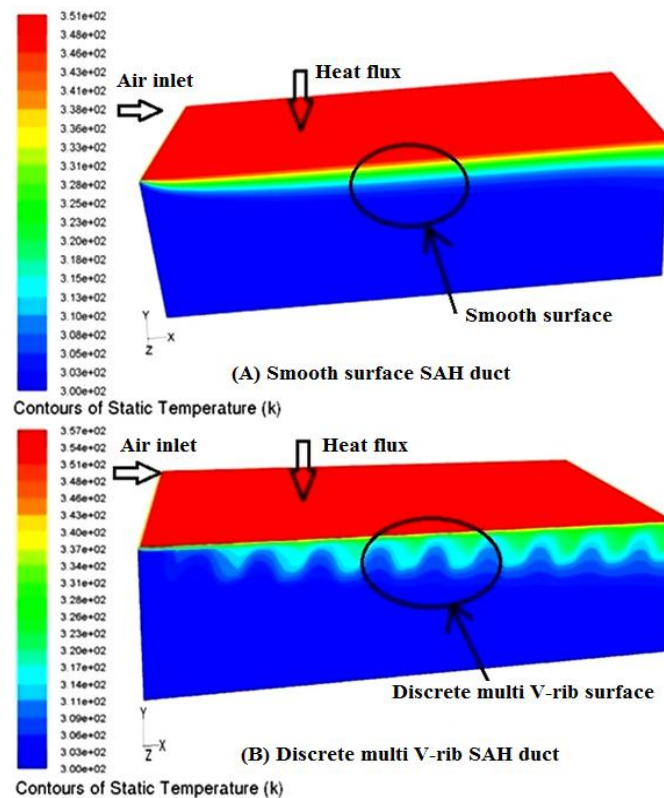 3.51e+02
3.48e+02
3.46e+02
3.43e+02
3.41e+02
3.38e+02
3.36e+02
3.33e+02
3.31e+02
3.28e+02
3.26e+02
3.23e+02
3.20e+02
3.18e+02
3.15e+02
3.13e+02
3.10e+02
3.08e+02
3.05e+02
3.03e+02
3.00e+02
Air inlet
Heat flux
Smooth surface
Y
Z X
(A) Smooth surface SAH duct
Contours of Static Temperature (k)
3.57e+02
3.54e+02
3.51e+02
3.48e+02
3.46e+02
3.43e+02
3.40e+02
3.37e+02
3.34e+02
3.31e+02
3.28e+02
3.26e+02
3.23e+02
3.20e+02
3.17e+02
3.14e+02
3.11e+02
3.09e+02
3.06e+02
3.03e+02
3.00e+02
Air inlet
Heat flux
Discrete multi V-rib surface
Y
Z X
(B) Discrete multi V-rib SAH duct
Contours of Static Temperature (k)